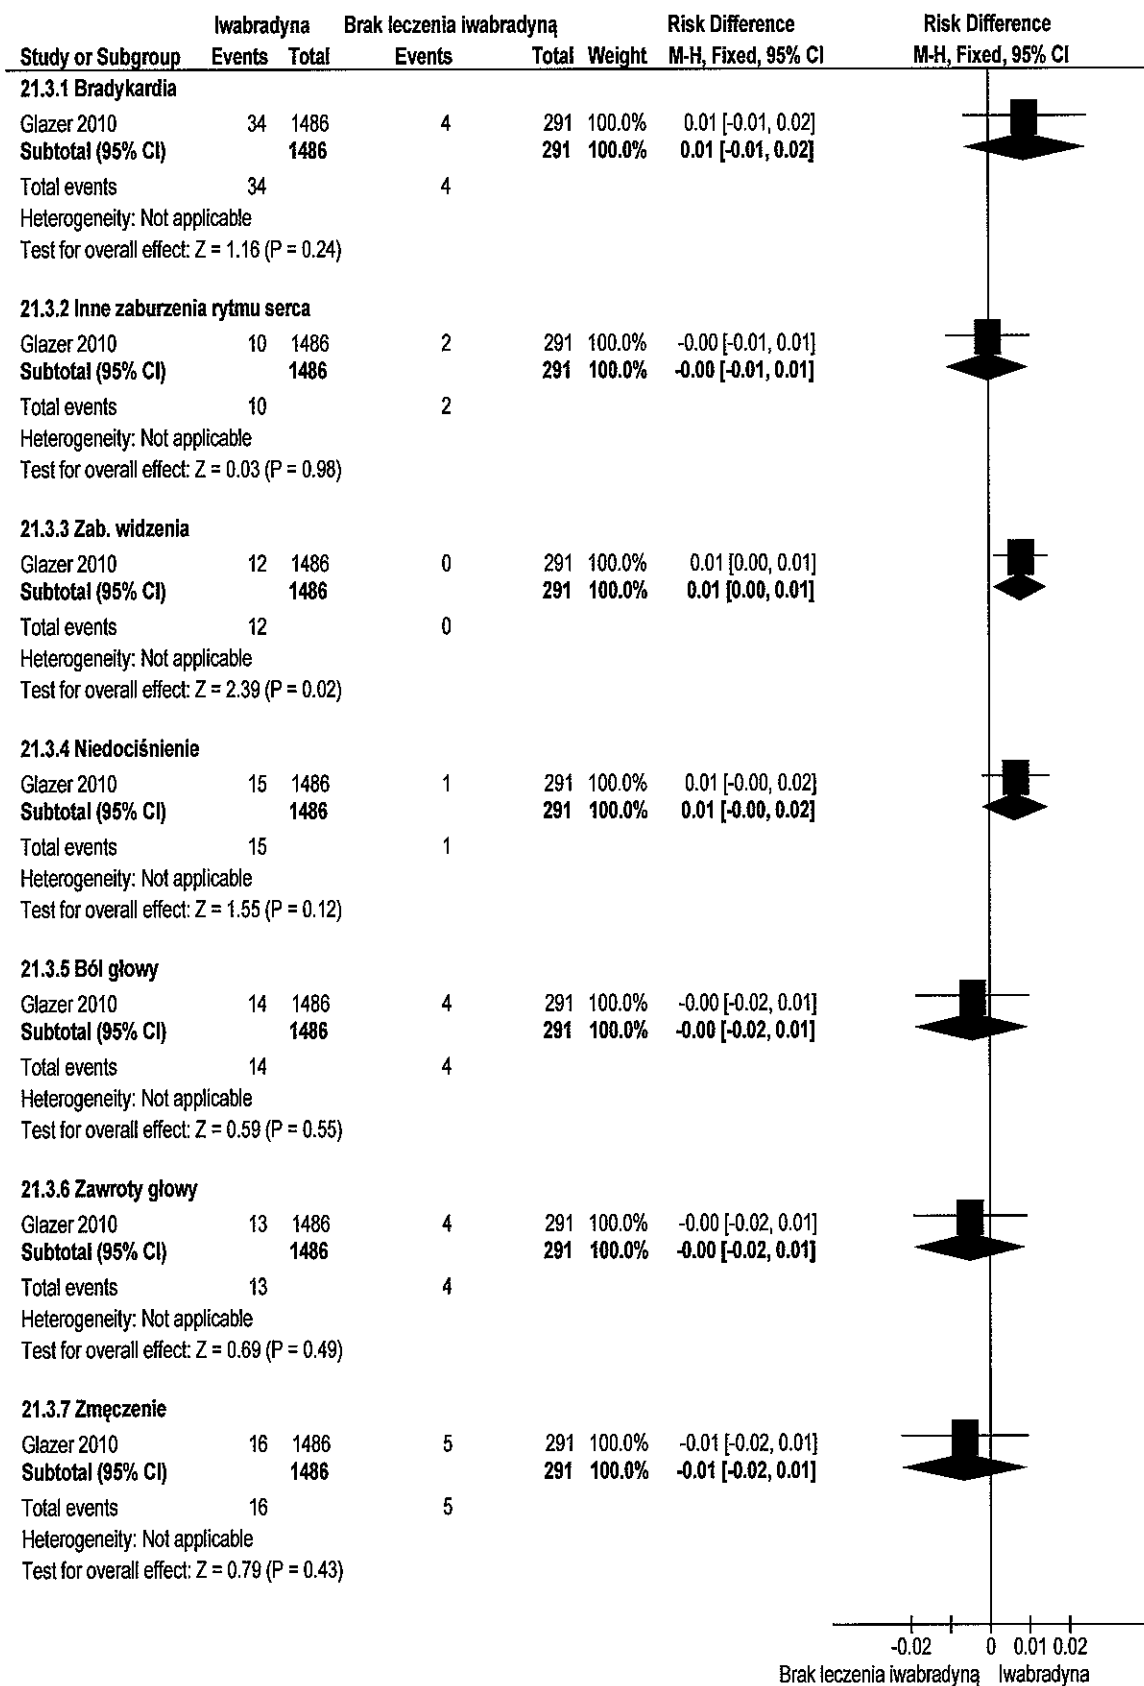 Iwabradyna Brak leczenia iwabradyną Risk Difference Risk Difference
Study or Subgroup Events Total Events Total Weight M-H, Fixed, 95% CI M-H, Fixed, 95% CI
21.3.1 Bradykardia
Glazer 2010 34 1486 4 291 100.0% 0.01 [-0.01, 0.02]
Subtotal (95% CI) 1486 291 100.0% 0.01 [-0.01, 0.02]
Total events 34 4
Heterogeneity: Not applicable
Test for overall effect: Z = 1.16 (P = 0.24)
21.3.2 Inne zaburzenia rytmu serca
Glazer 2010 10 1486 2 291 100.0% -0.00 [-0.01, 0.01]
Subtotal (95% CI) 1486 291 100.0% -0.00 [-0.01, 0.01]
Total events 10 2
Heterogeneity: Not applicable
Test for overall effect: Z = 0.03 (P = 0.98)
21.3.3 Zab. widzenia
Glazer 2010 12 1486 0 291 100.0% 0.01 [0.00, 0.01]
Subtotal (95% CI) 1486 291 100.0% 0.01 [0.00, 0.01]
Total events 12 0
Heterogeneity: Not applicable
Test for overall effect: Z = 2.39 (P = 0.02)
21.3.4 Niedociśnienie
Glazer 2010 15 1486 1 291 100.0% 0.01 [-0.00, 0.02]
Subtotal (95% CI) 1486 291 100.0% 0.01 [-0.00, 0.02]
Total events 15 1
Heterogeneity: Not applicable
Test for overall effect: Z = 1.55 (P = 0.12)
21.3.5 Ból głowy
Glazer 2010 14 1486 4 291 100.0% -0.00 [-0.02, 0.01]
Subtotal (95% CI) 1486 291 100.0% -0.00 [-0.02, 0.01]
Total events 14 4
Heterogeneity: Not applicable
Test for overall effect: Z = 0.59 (P = 0.55)
21.3.6 Zawroty głowy
Glazer 2010 13 1486 4 291 100.0% -0.00 [-0.02, 0.01]
Subtotal (95% CI) 1486 291 100.0% -0.00 [-0.02, 0.01]
Total events 13 4
Heterogeneity: Not applicable
Test for overall effect: Z = 0.69 (P = 0.49)
21.3.7 Zmęczenie
Glazer 2010 16 1486 5 291 100.0% -0.01 [-0.02, 0.01]
Subtotal (95% CI) 1486 291 100.0% -0.01 [-0.02, 0.01]
Total events 16 5
Heterogeneity: Not applicable
Test for overall effect: Z = 0.79 (P = 0.43)
-0.02 0 0.01 0.02
Brak leczenia iwabradyną Iwabradyna